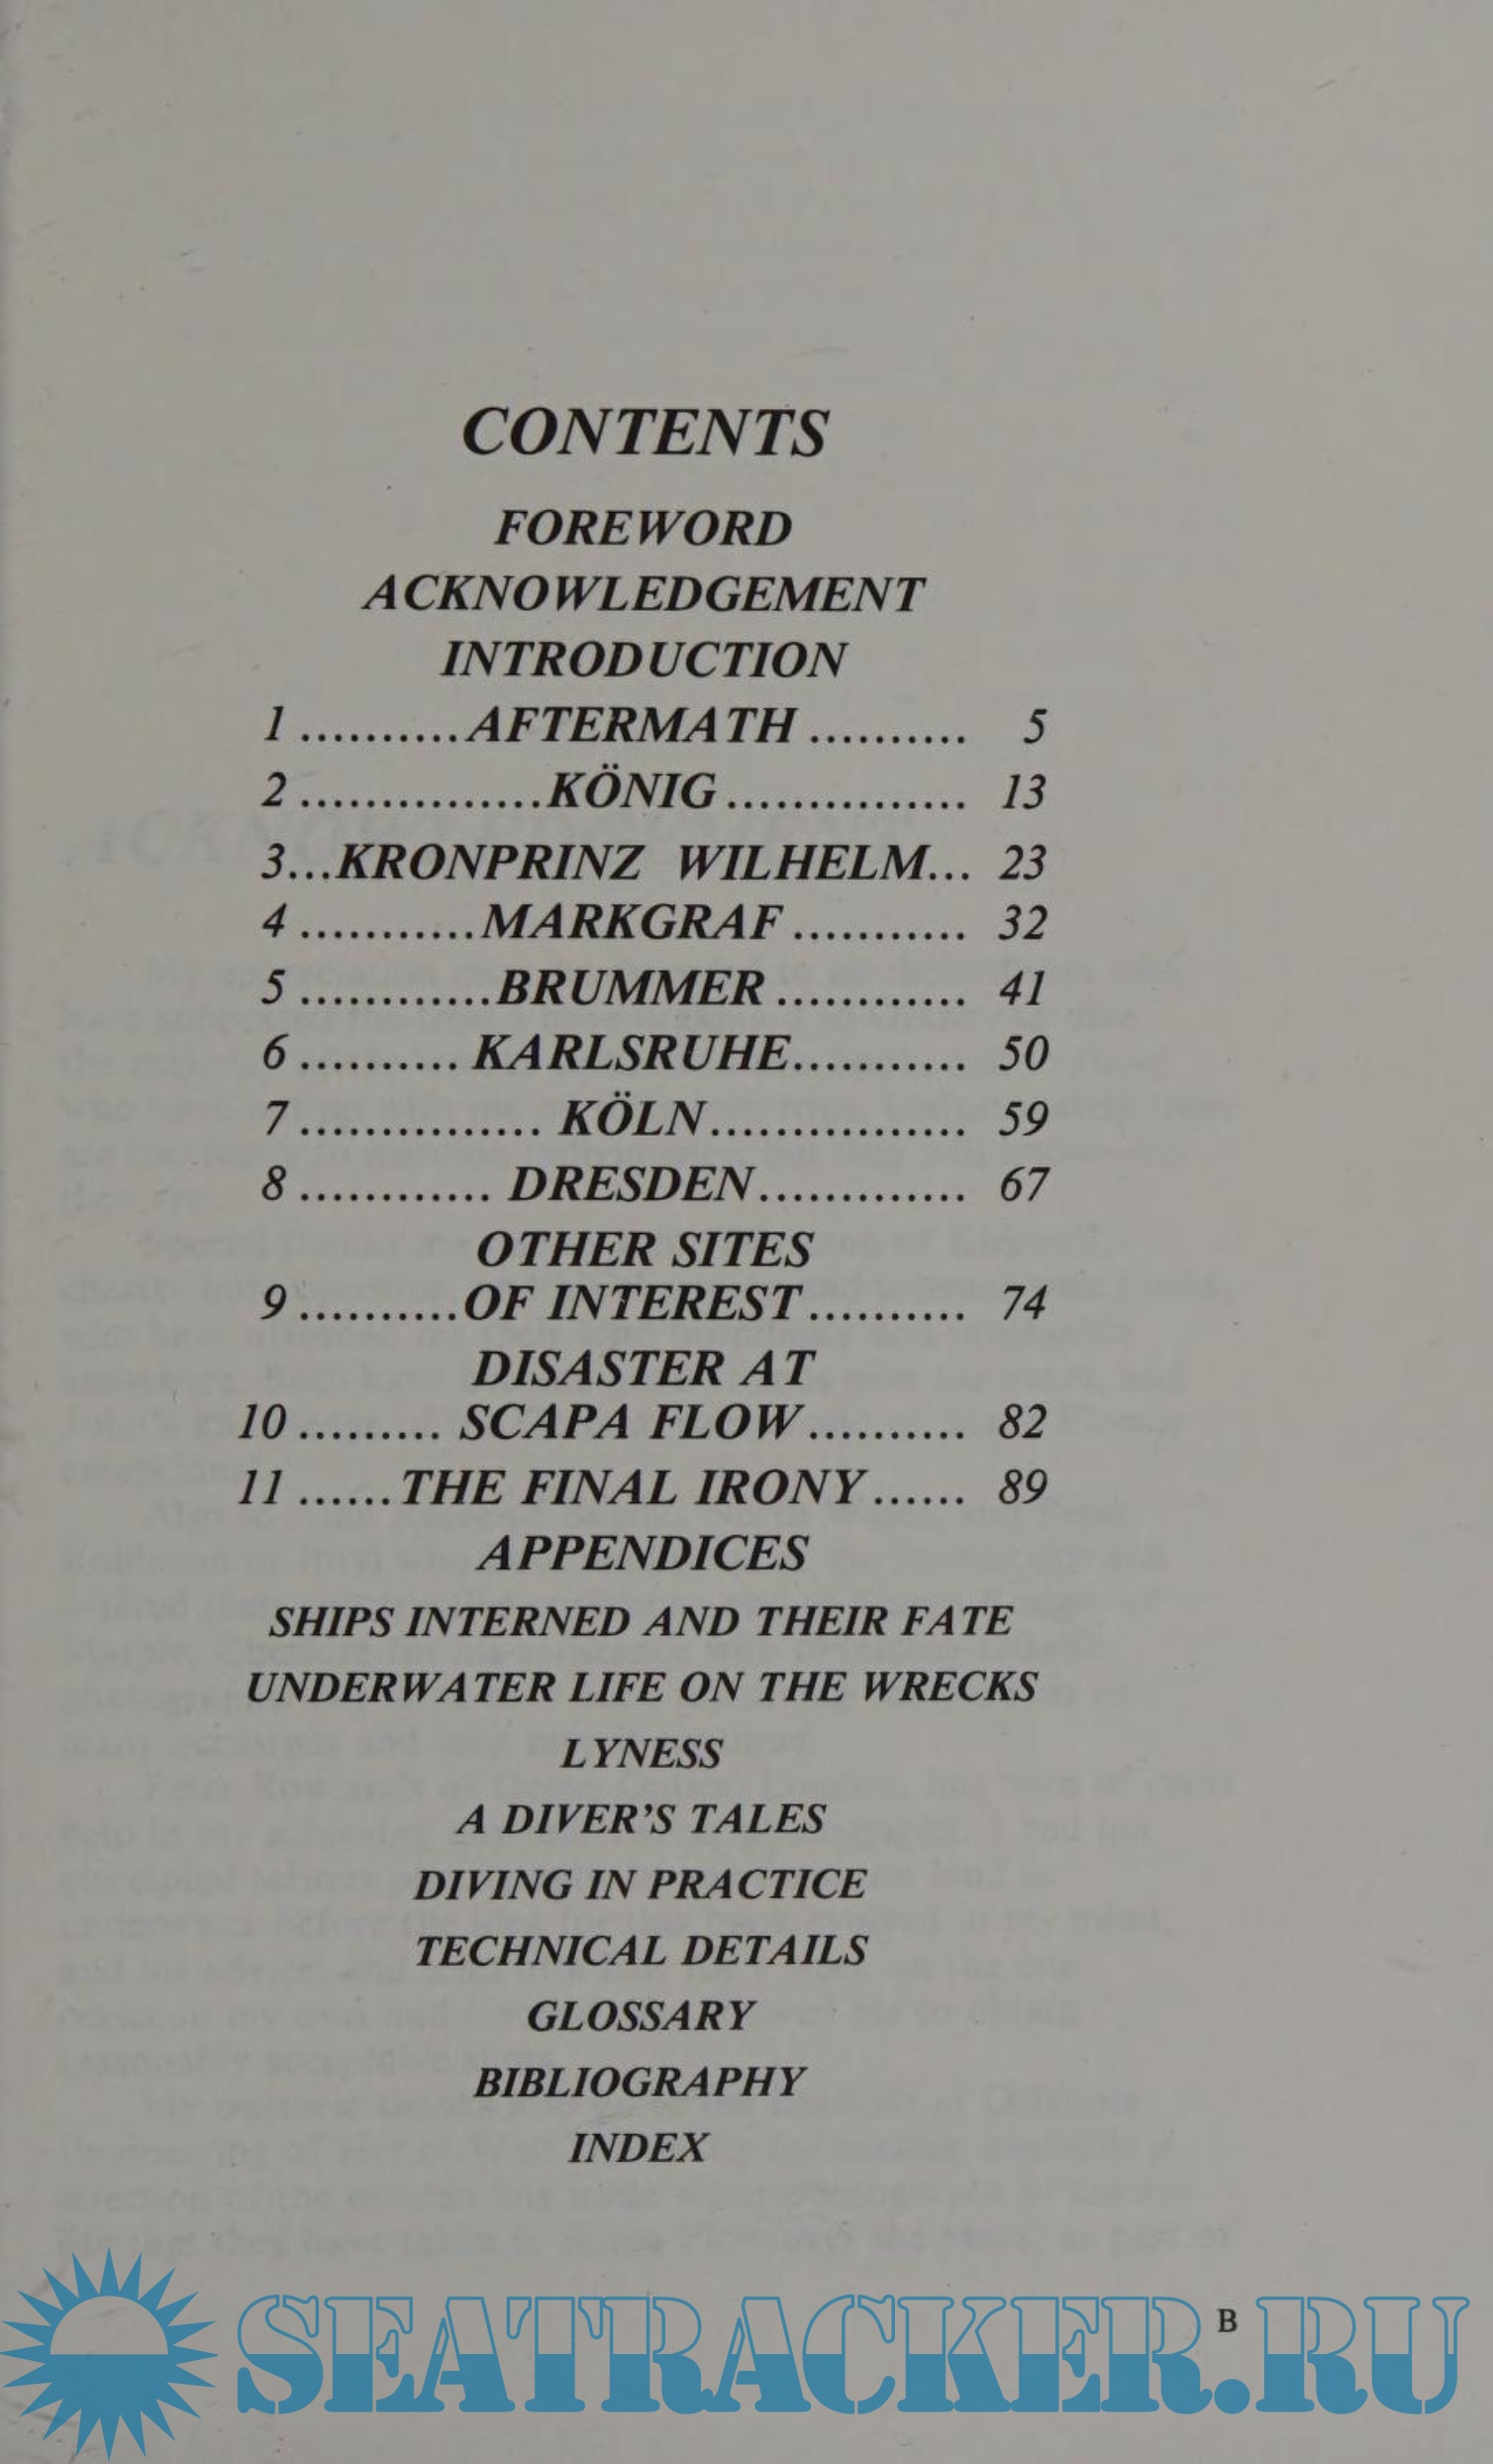 CONTENTS
FOREWORD
ACKNOWLEDGEMENT
INTRODUCTION
1 ..........AFTERMATH .......... 5
2 ...............KÖNIG ............... 13
3...KRONPRINZ WILHELM... 23
4 ...........MARKGRAF ........... 32
5 ............BRUMMER ............ 41
6 .......... KARLSRUHE........... 50
7 ............... KÖLN................ 59
8 ............ DRESDEN............. 67
OTHER SITES
9 ..........OF INTEREST .......... 74
DISASTER AT
10 ......... SCAPA FLOW .......... 82
11 ...... THE FINAL IRONY ...... 89
APPENDICES
SHIPS INTERNED AND THEIR FATE
UNDERWATER LIFE ON THE WRECKS
LYNESS
A DIVER'S TALES
DIVING IN PRACTICE
TECHNICAL DETAILS
GLOSSARY
BIBLIOGRAPHY
INDEX
B
SEATRACKER.RU